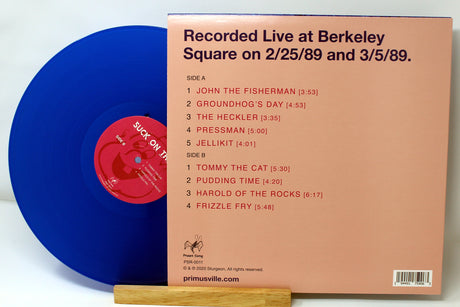 Recorded Live at Berkeley
Square on 2/25/89 and 3/5/89.
SIDE A
1 JOHN THE FISHERMAN [3:53]
2 GROUNDHOG'S DAY [4:53]
3 THE HECKLER [3:35]
4 PRESSMAN [5:00]
5 JELLIKIT [4:01]
SIDE B
1 TOMMY THE CAT [5:30]
2 PUDDING TIME [4:20]
3 HAROLD OF THE ROCKS [6:17]
4 FRIZZLE FRY [5:48]
Prawn Song
PSR-0011
© & ℗ 2020 Sturgeon. All rights reserved.
primusville.com
SUCK ON TH
SIDE B